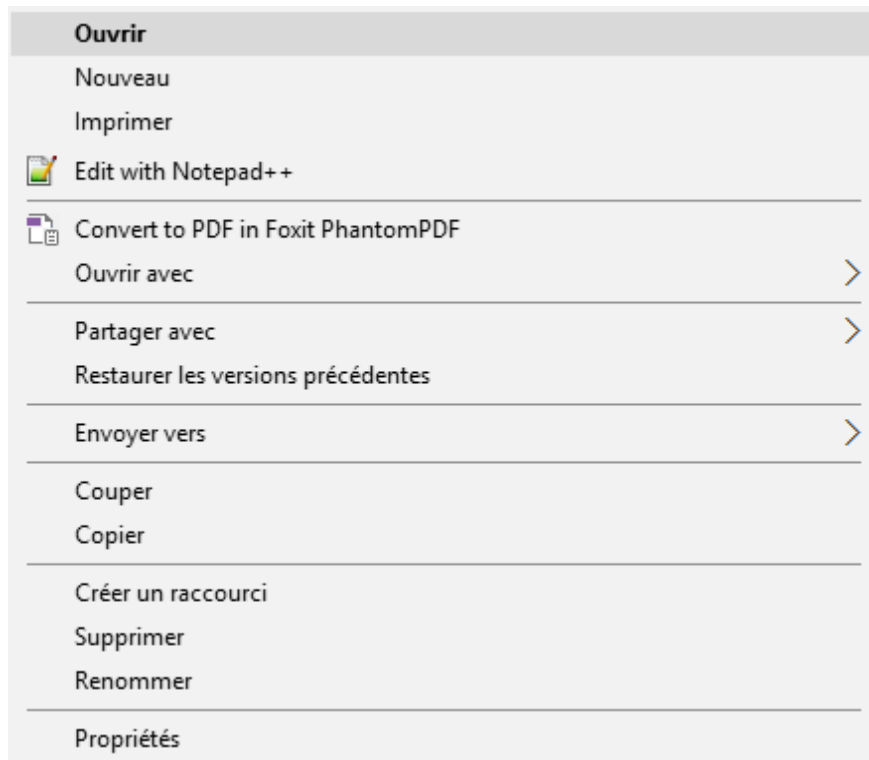 Ouvrir
Nouveau
Imprimer
Edit with Notepad++
Convert to PDF in Foxit PhantomPDF
Ouvrir avec
Partager avec
Restaurer les versions précédentes
Envoyer vers
Couper
Copier
Créer un raccourci
Supprimer
Renommer
Propriétés